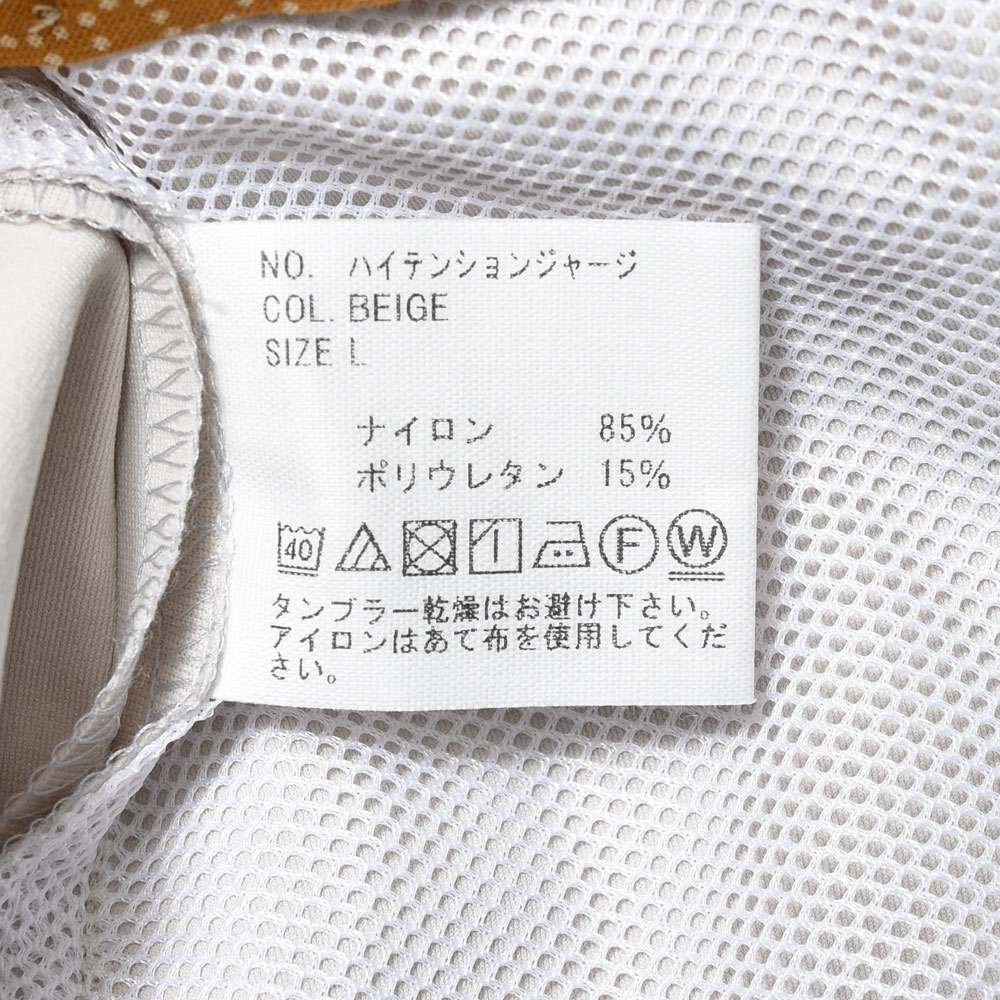 NO. ハイテンションジャージ
COL. BEIGE
SIZE L
ナイロン 85%
ポリウレタン 15%
40 F W
タンブラー乾燥はお避け下さい。
アイロンはあて布を使用してくだ
さい。